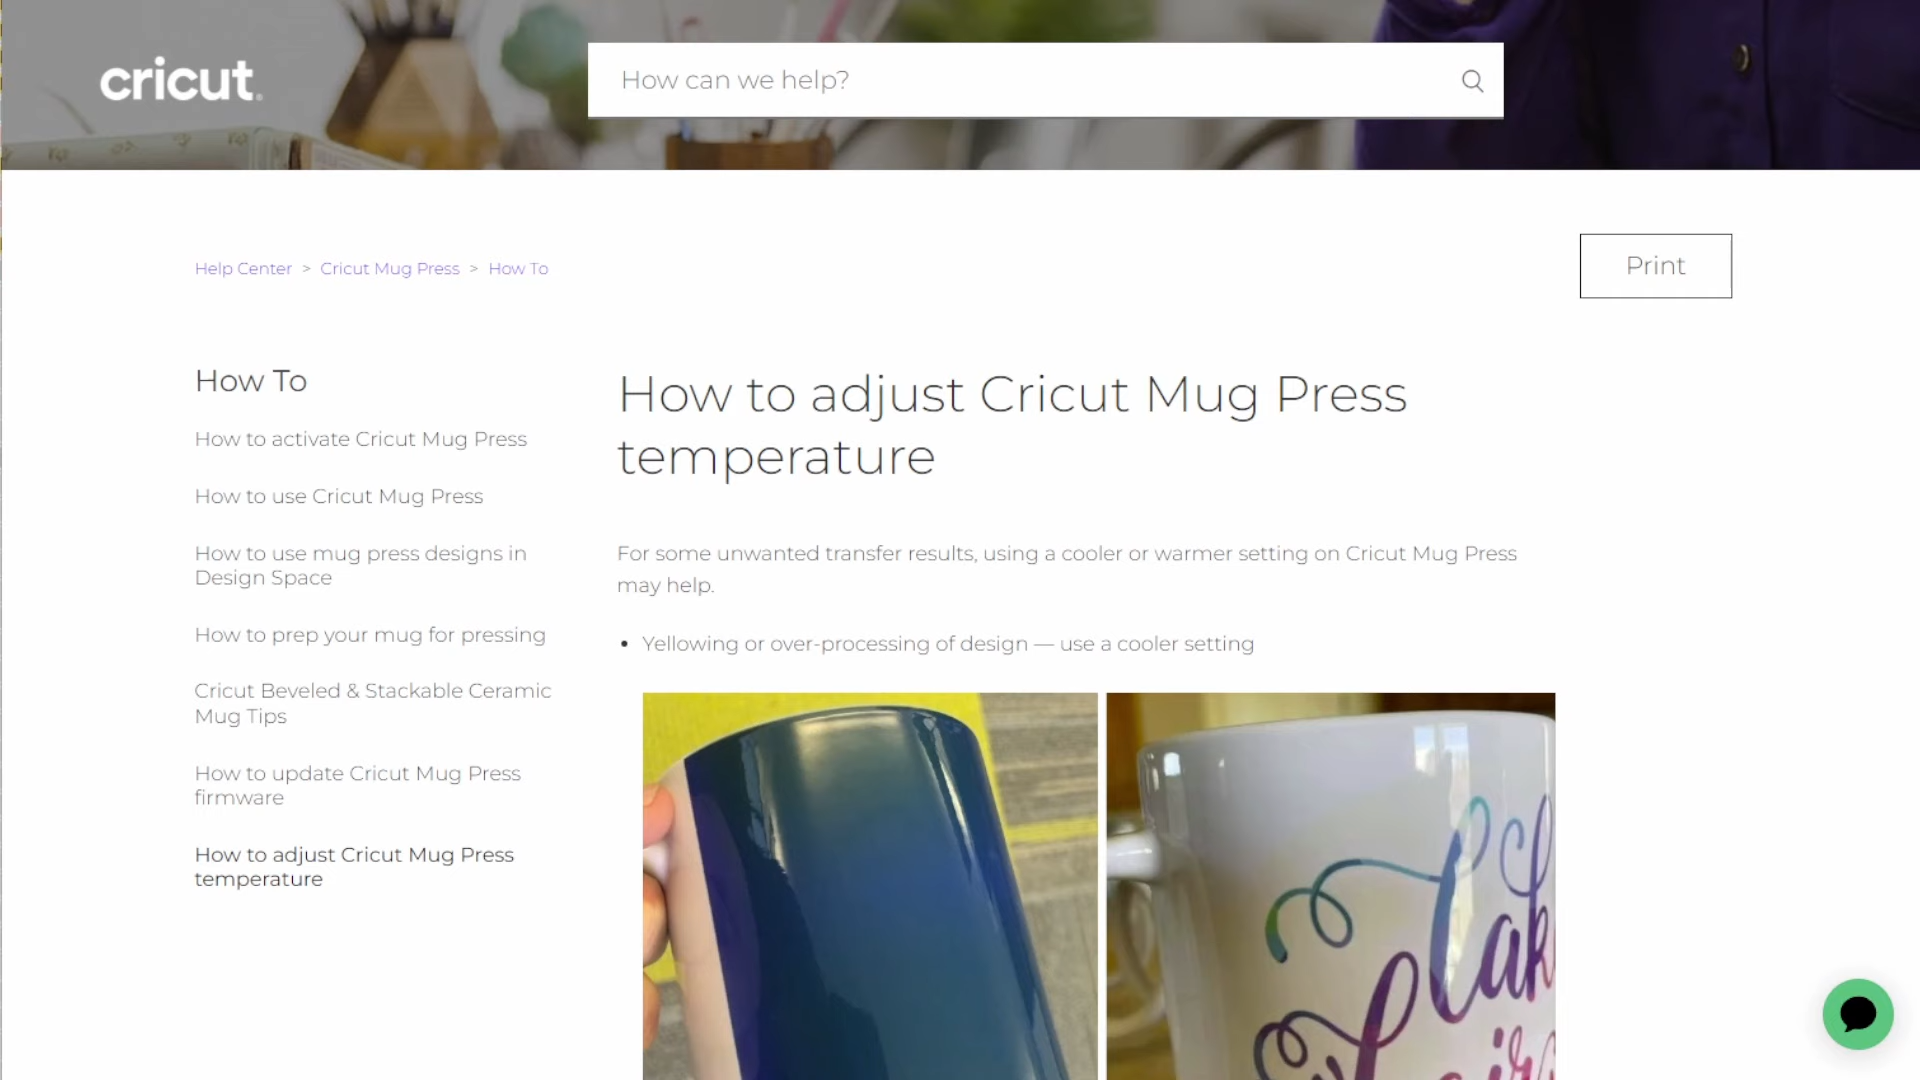 cricut
How can we help?
Help Center > Cricut Mug Press > How To
Print
How To
How to activate Cricut Mug Press
How to use Cricut Mug Press
How to use mug press designs in
Design Space
How to prep your mug for pressing
Cricut Beveled & Stackable Ceramic
Mug Tips
How to update Cricut Mug Press
firmware
How to adjust Cricut Mug Press
temperature
How to adjust Cricut Mug Press
temperature
For some unwanted transfer results, using a cooler or warmer setting on Cricut Mug Press
may help.
• Yellowing or over-processing of design — use a cooler setting